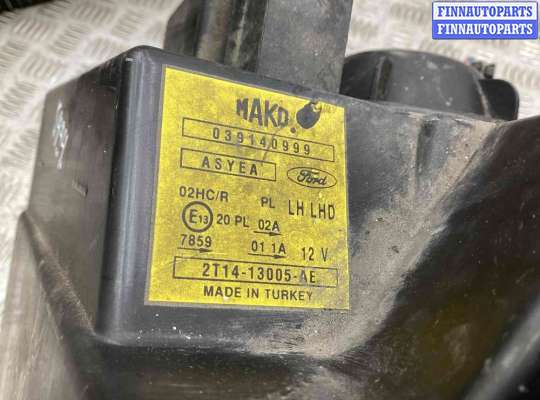 FINNAUTOPARTS
FINNAUTOPARTS
MAKO
039140999
ASYEA Ford
02HC/R PL LH LHD
E13 20 PL 02A
7859 01 1A 12 V
2T14-13005-AE
MADE IN TURKEY